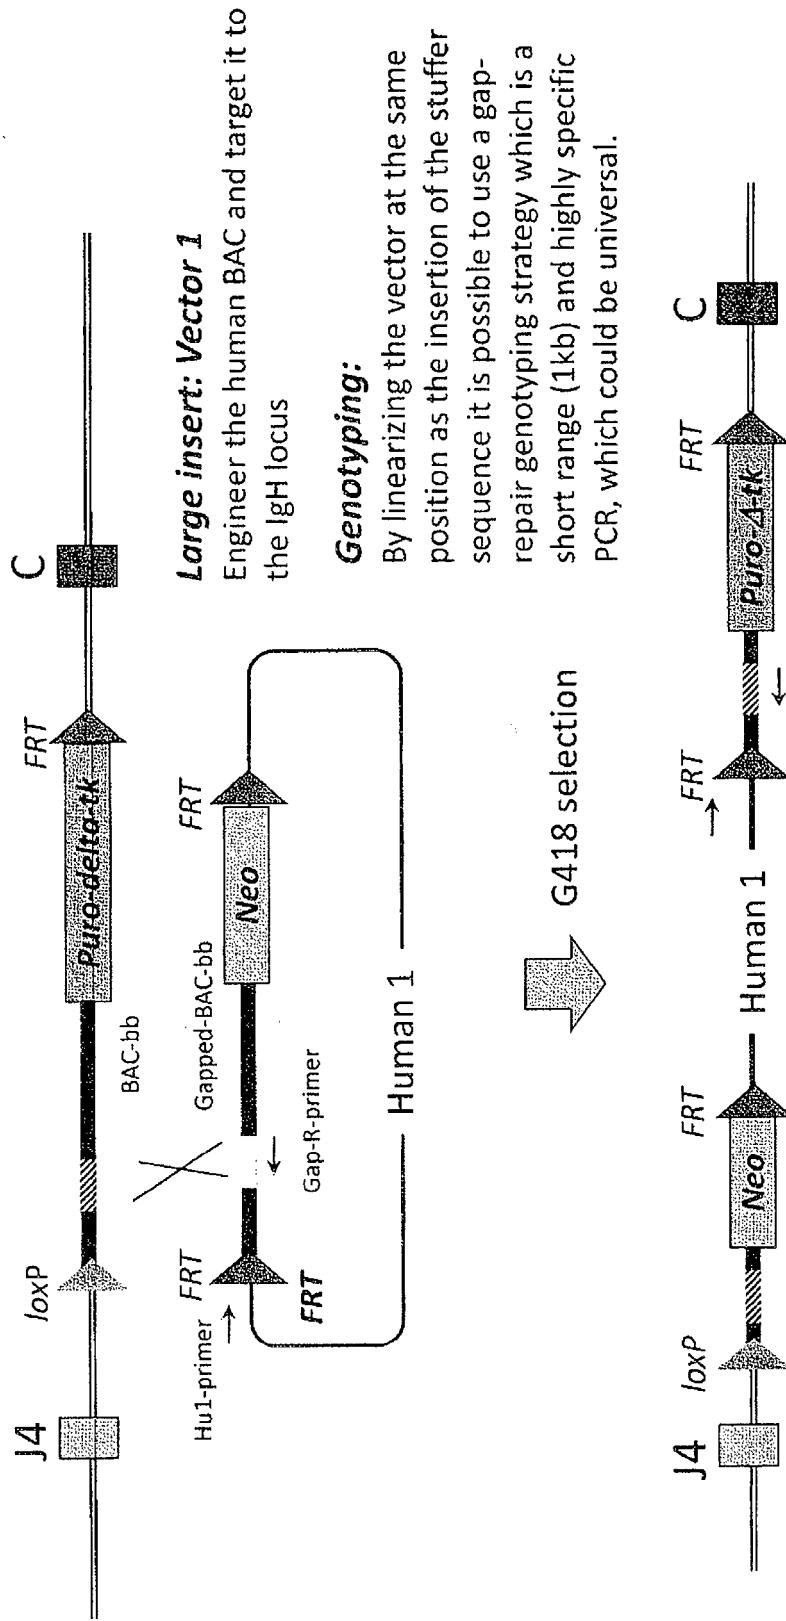 J4
loxP
BAC-bb
Puro-delta-tk
FRT
C
Hu1-primer
FRT
FRT
Gapped-BAC-bb
Gap-R-primer
Neo
FRT
Human 1
Large insert: Vector 1
Engineer the human BAC and target it to
the IgH locus
Genotyping:
By linearizing the vector at the same
position as the insertion of the stuffer
sequence it is possible to use a gap-
repair genotyping strategy which is a
short range (1kb) and highly specific
PCR, which could be universal.
G418 selection
J4
loxP
Neo
FRT
Human 1
FRT
Puro-Δ-tk
FRT
C